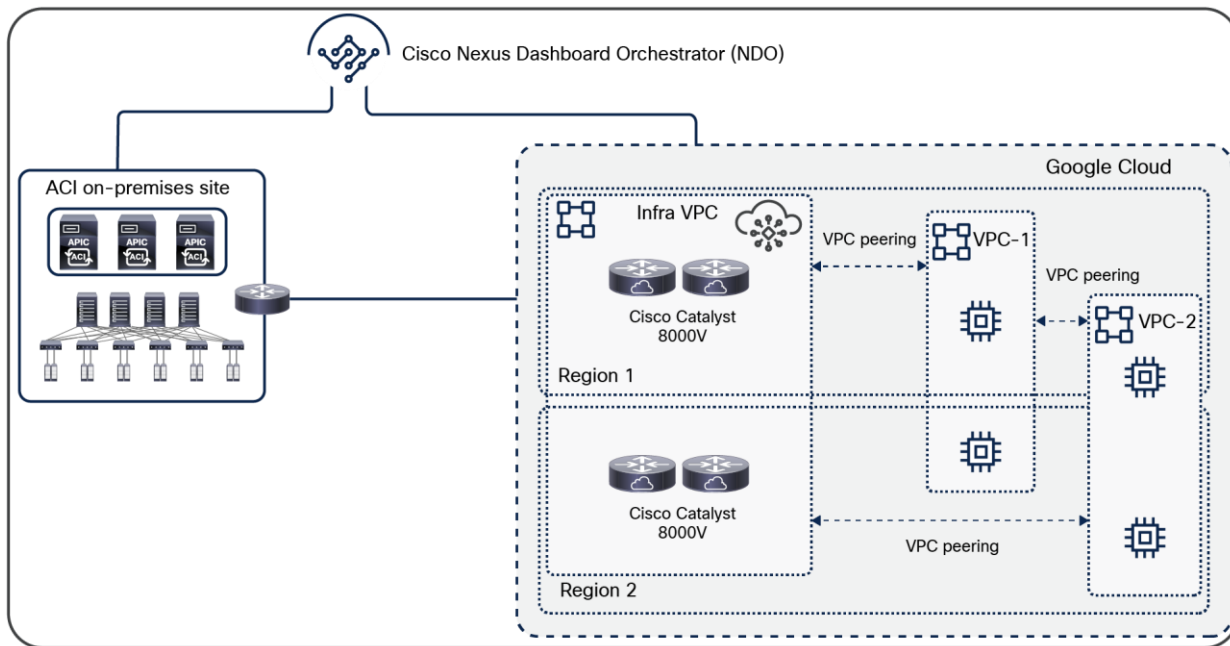 Cisco Nexus Dashboard Orchestrator (NDO)
Google Cloud
ACI on-premises site
APIC
ACI
APIC
ACI
APIC
ACI
Infra VPC
VPC peering
VPC-1
VPC peering
Cisco Catalyst
8000V
VPC-2
Region 1
Cisco Catalyst
8000V
VPC peering
Region 2